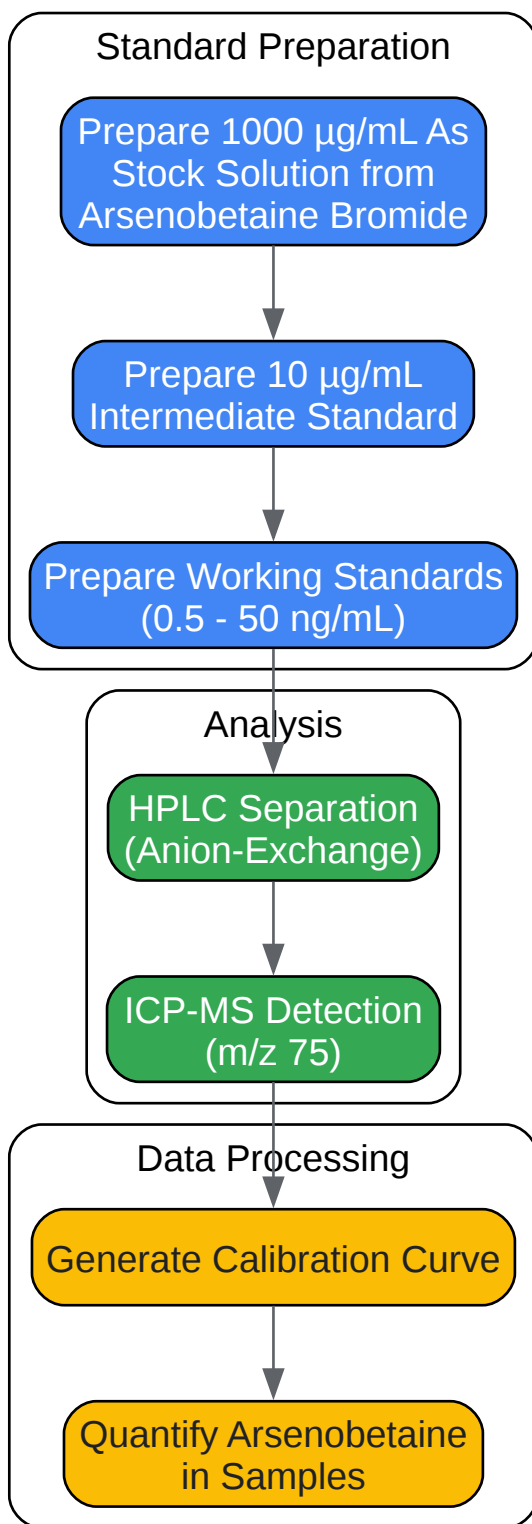 Standard Preparation
Prepare 1000 µg/mL As
Stock Solution from
Arsenobetaine Bromide
Prepare 10 µg/mL
Intermediate Standard
Prepare Working Standards
(0.5 - 50 ng/mL)
Analysis
HPLC Separation
(Anion-Exchange)
ICP-MS Detection
(m/z 75)
Data Processing
Generate Calibration Curve
Quantify Arsenobetaine
in Samples